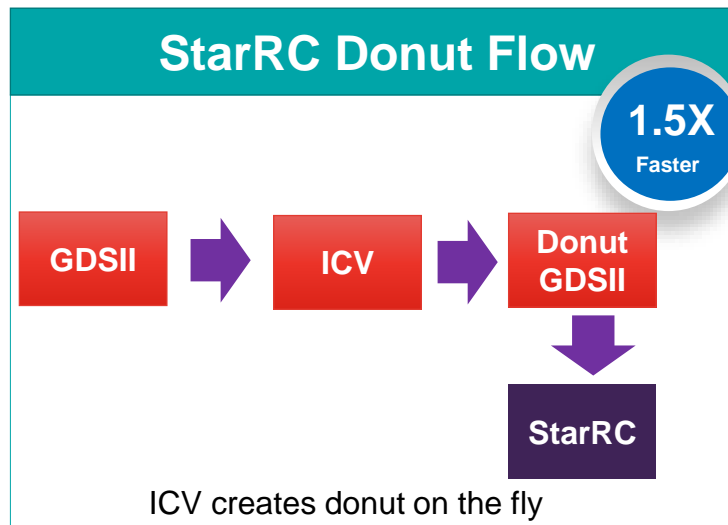 StarRC Donut Flow
1.5X
Faster
GDSII
ICV
Donut
GDSII
StarRC
ICV creates donut on the fly